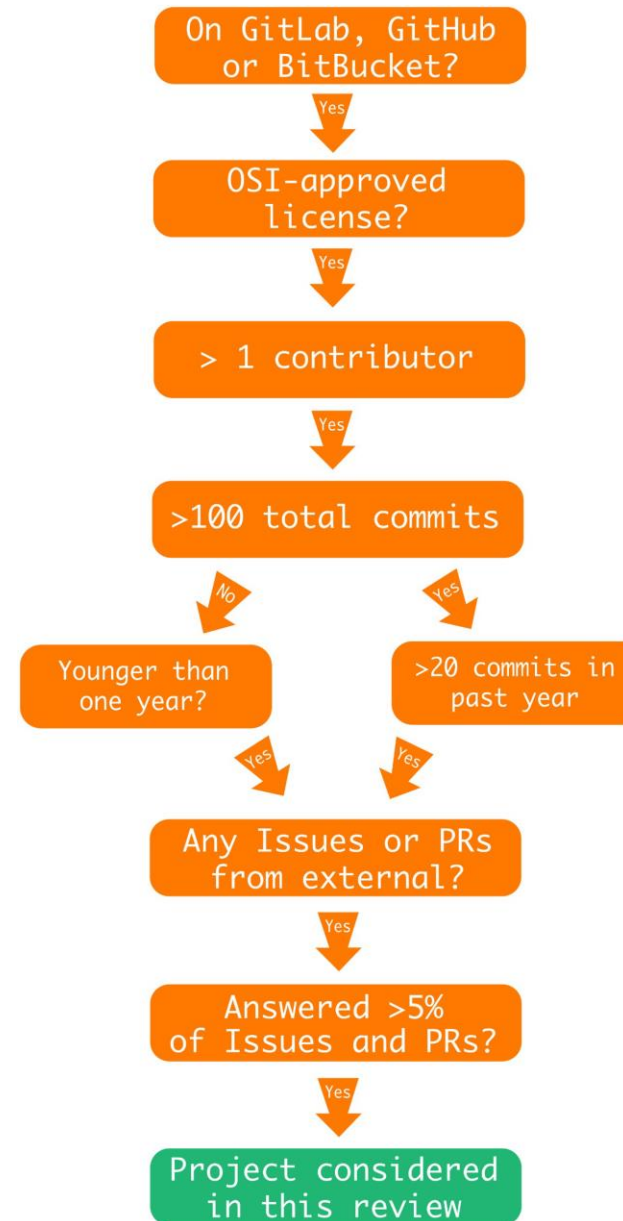 On GitLab, GitHub
or BitBucket?
Yes
OSI-approved
license?
Yes
> 1 contributor
Yes
>100 total commits
No
Yes
Younger than
one year?
>20 commits in
past year
Yes
Yes
Any Issues or PRs
from external?
Yes
Answered >5%
of Issues and PRs?
Yes
Project considered
in this review